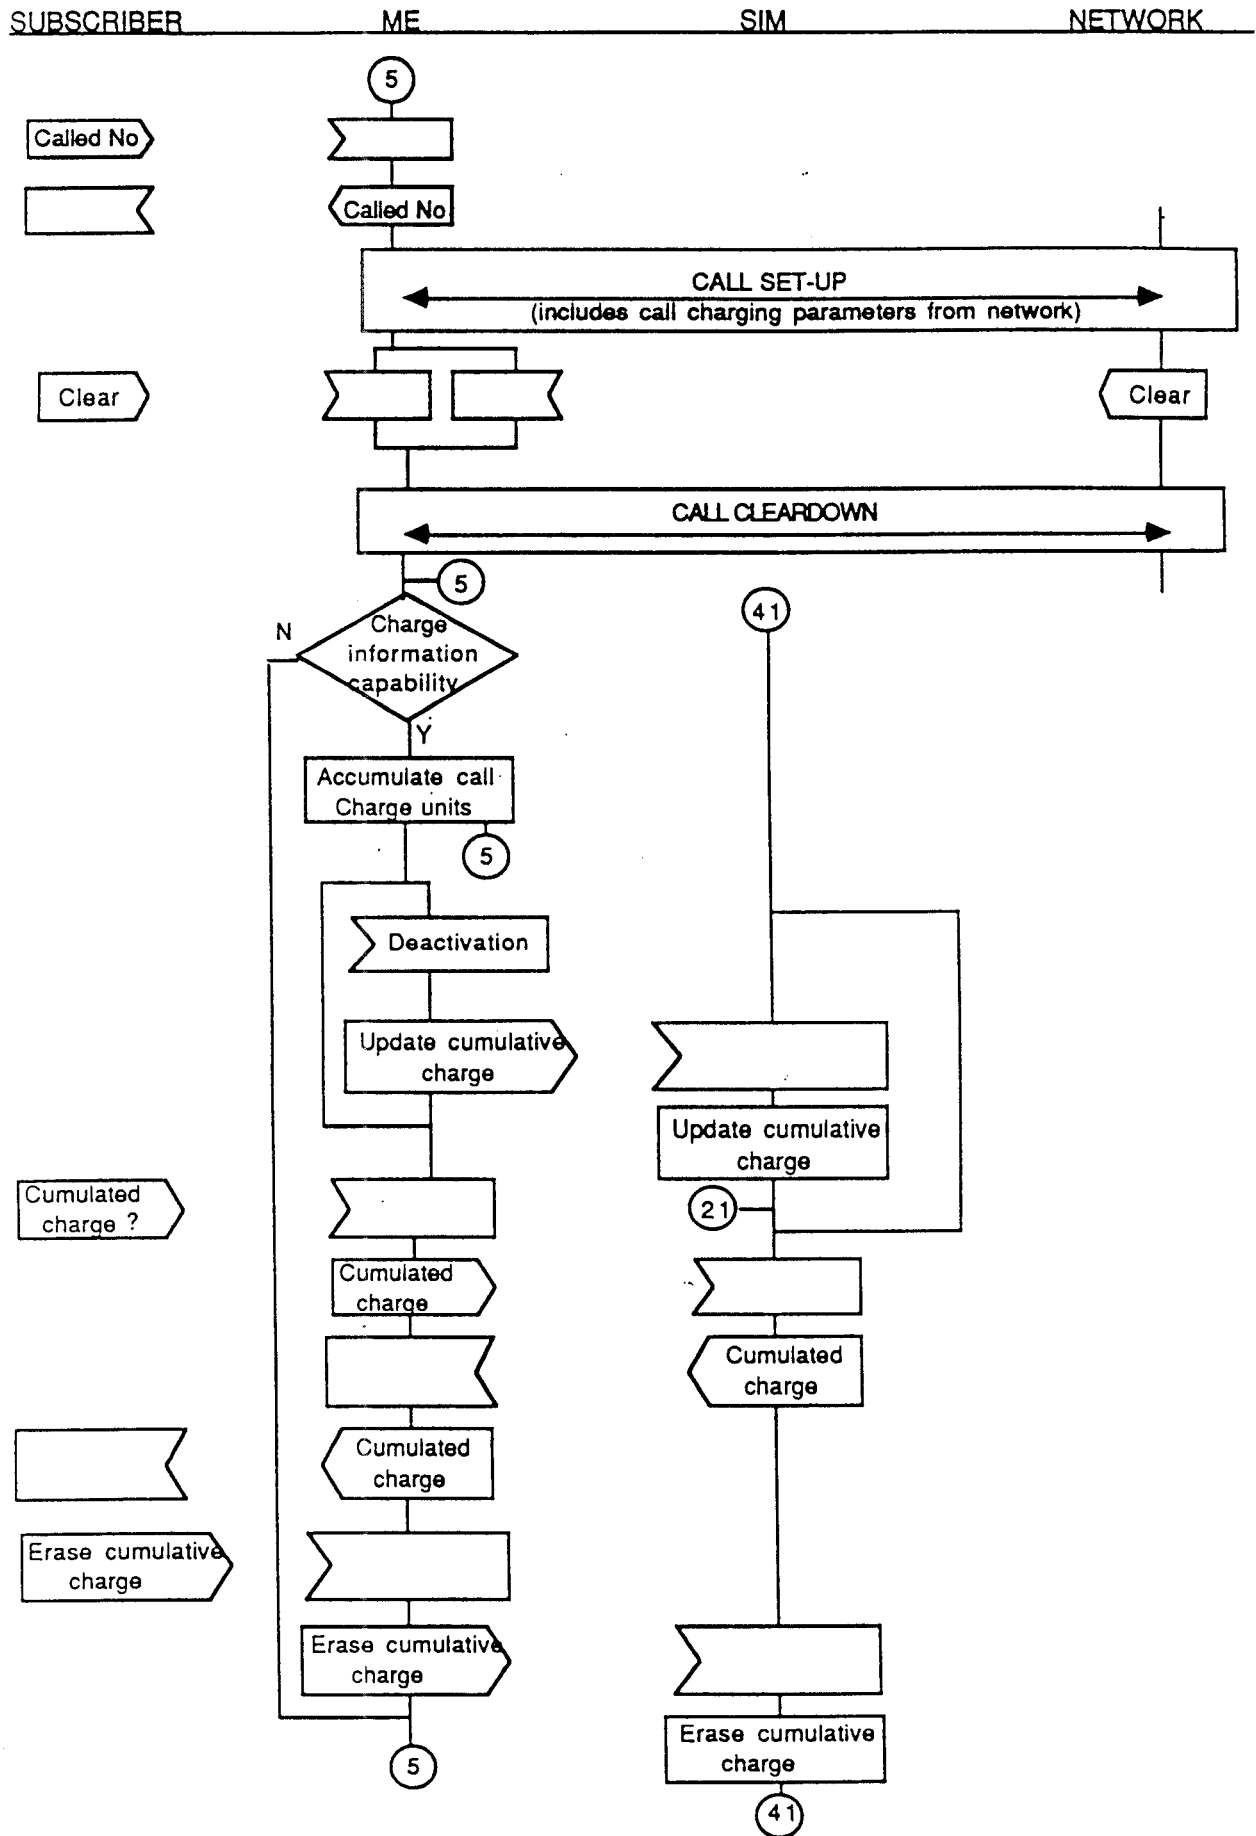 SUBSCRIBER ME SIM NETWORK
5
Called No
Called No
CALL SET-UP
(includes call charging parameters from network)
Clear
Clear
CALL CLEARDOWN
5
41
N
Charge
information
capability
Y
Accumulate call
Charge units
5
Deactivation
Update cumulative
charge
Update cumulative
charge
21
Cumulated
charge ?
Cumulated
charge
Cumulated
charge
Cumulated
charge
Erase cumulative
charge
Erase cumulative
charge
Erase cumulative
charge
5
41